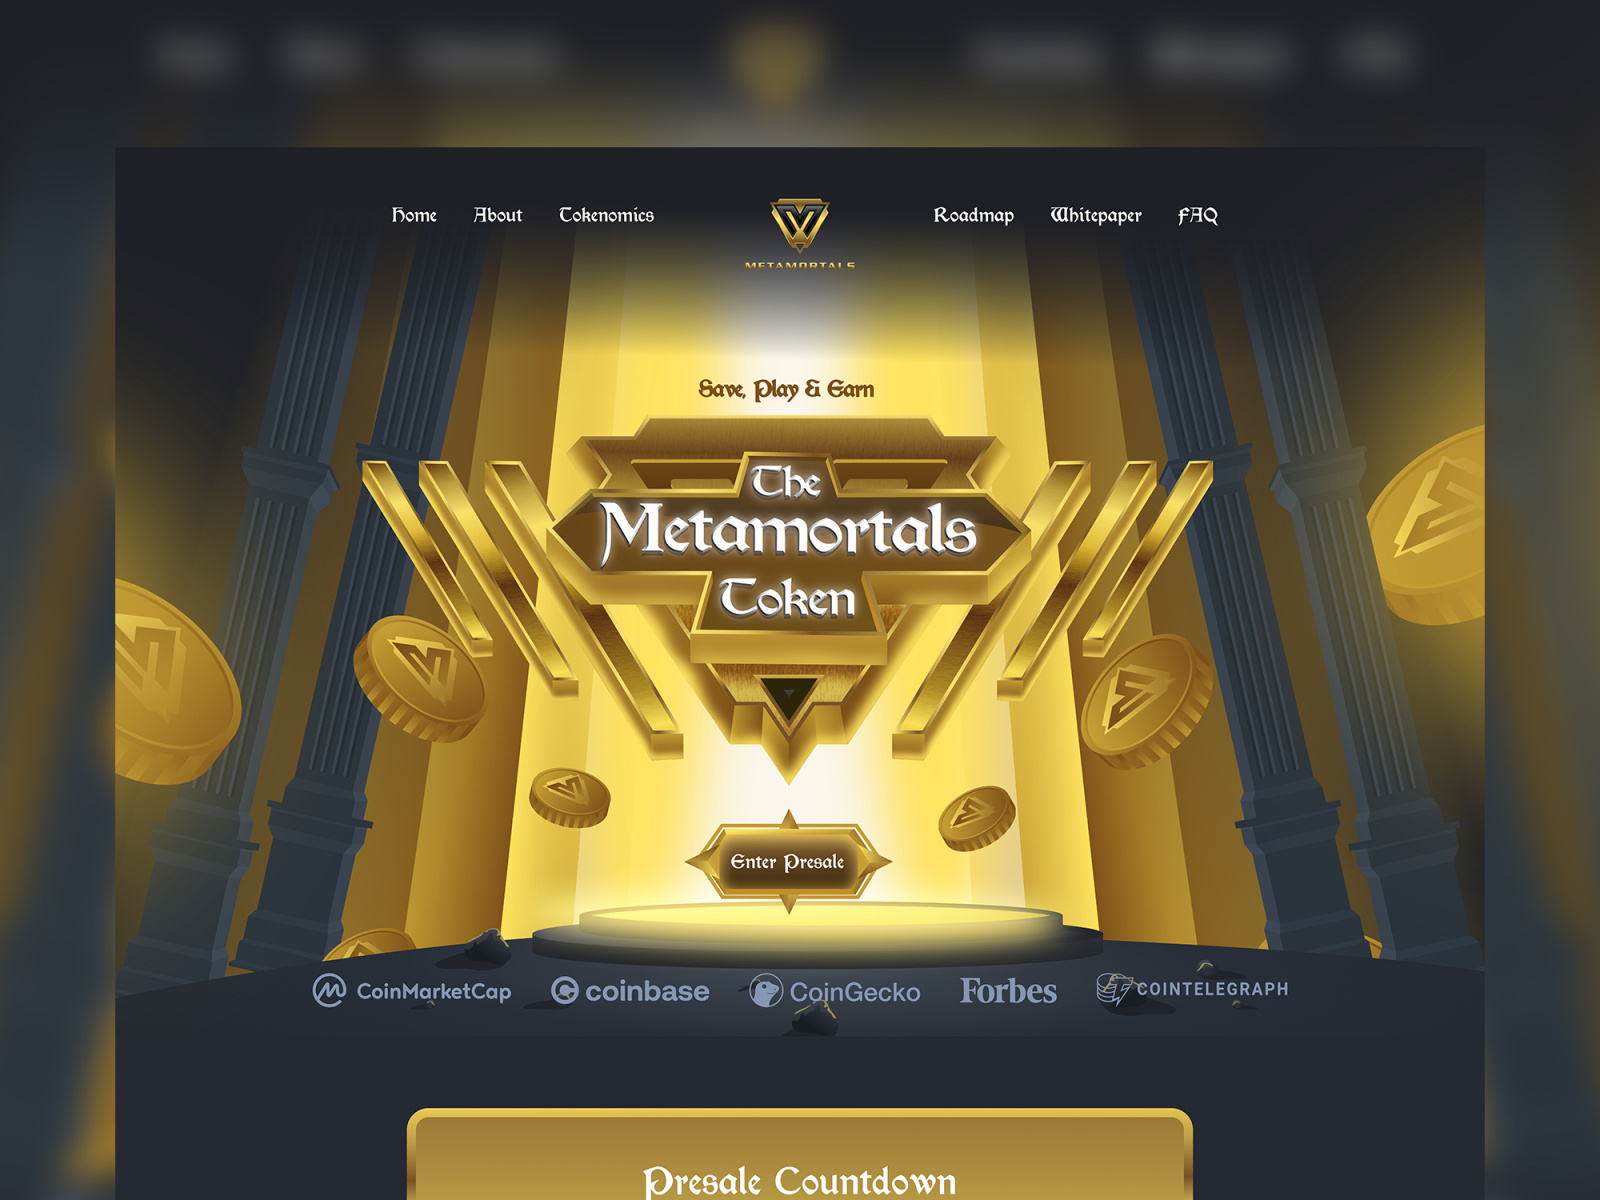 Home About Tokenomics Roadmap Whitepaper FAQ
METAMORTALS
Save, Play & Earn
The
Metamortals
Token
Enter Presale
CoinMarketCap coinbase CoinGecko Forbes COINTELEGRAPH
Presale Countdown